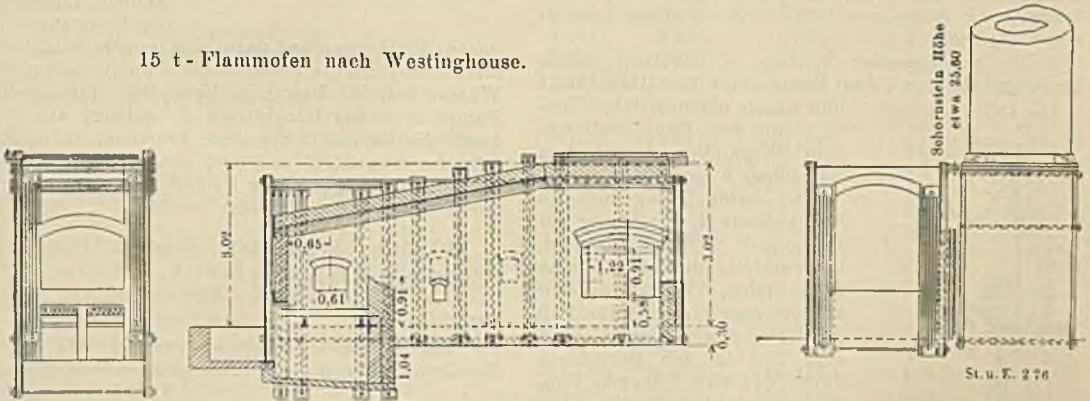 15 t-Flammofen nach Westinghouse.
Schornstein Höhe
etwa 25.60
3,02
0,65
0,61
0,91
1,04
1,22
0,91
0,58
3,02
0,30
St. u. E. 276